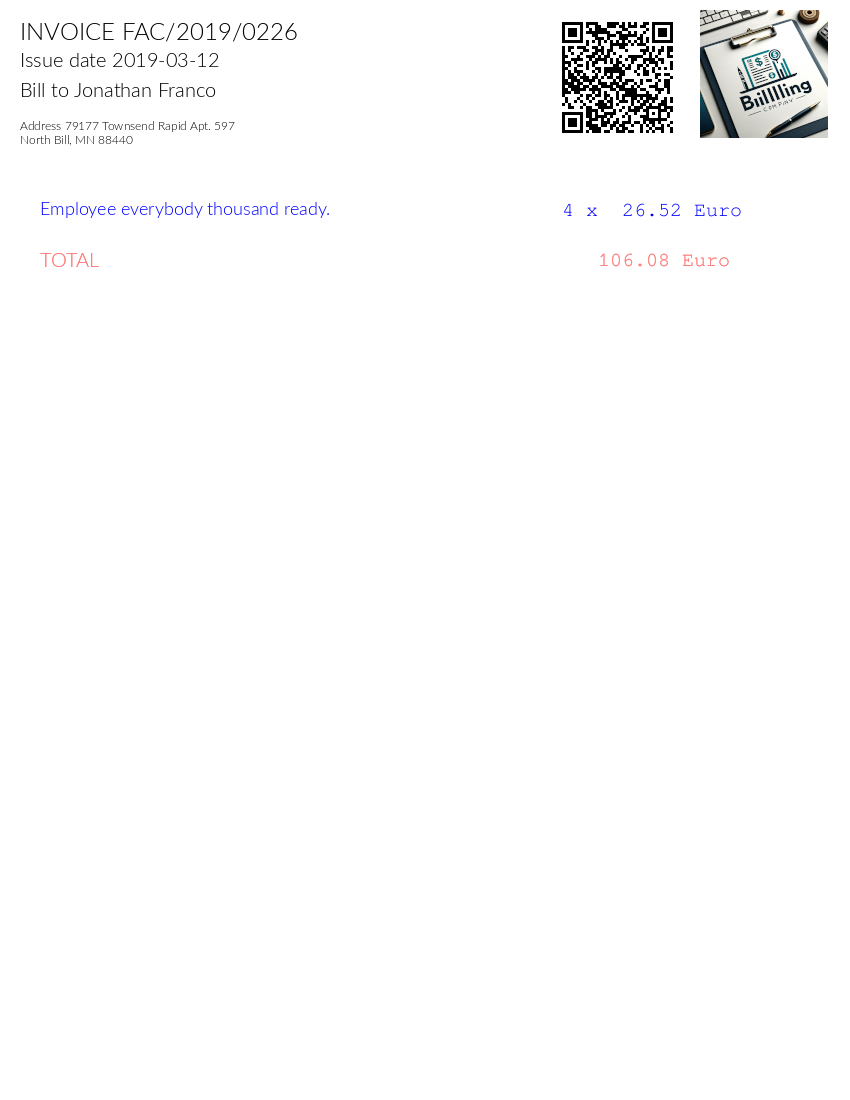 INVOICE FAC/2019/0226
Issue date 2019-03-12
Bill to Jonathan Franco
Address 79177 Townsend Rapid Apt. 597
North Bill, MN 88440
Biillling
COMPANY
Employee everybody thousand ready.
4 x 26.52 Euro
TOTAL
106.08 Euro